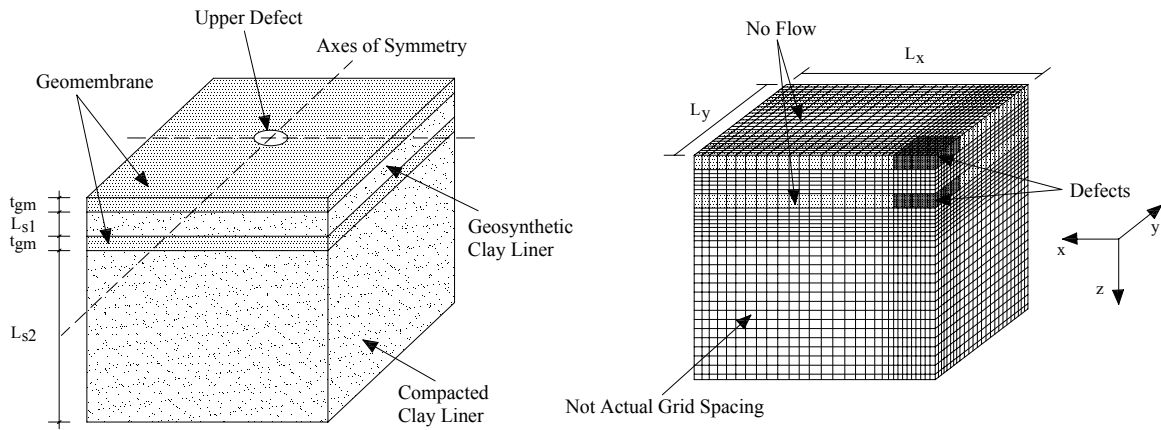 Upper Defect
Axes of Symmetry
Geomembrane
tgm
Ls1
tgm
Ls2
Geosynthetic
Clay Liner
Compacted
Clay Liner
No Flow
Lx
Ly
Defects
x
y
z
Not Actual Grid Spacing